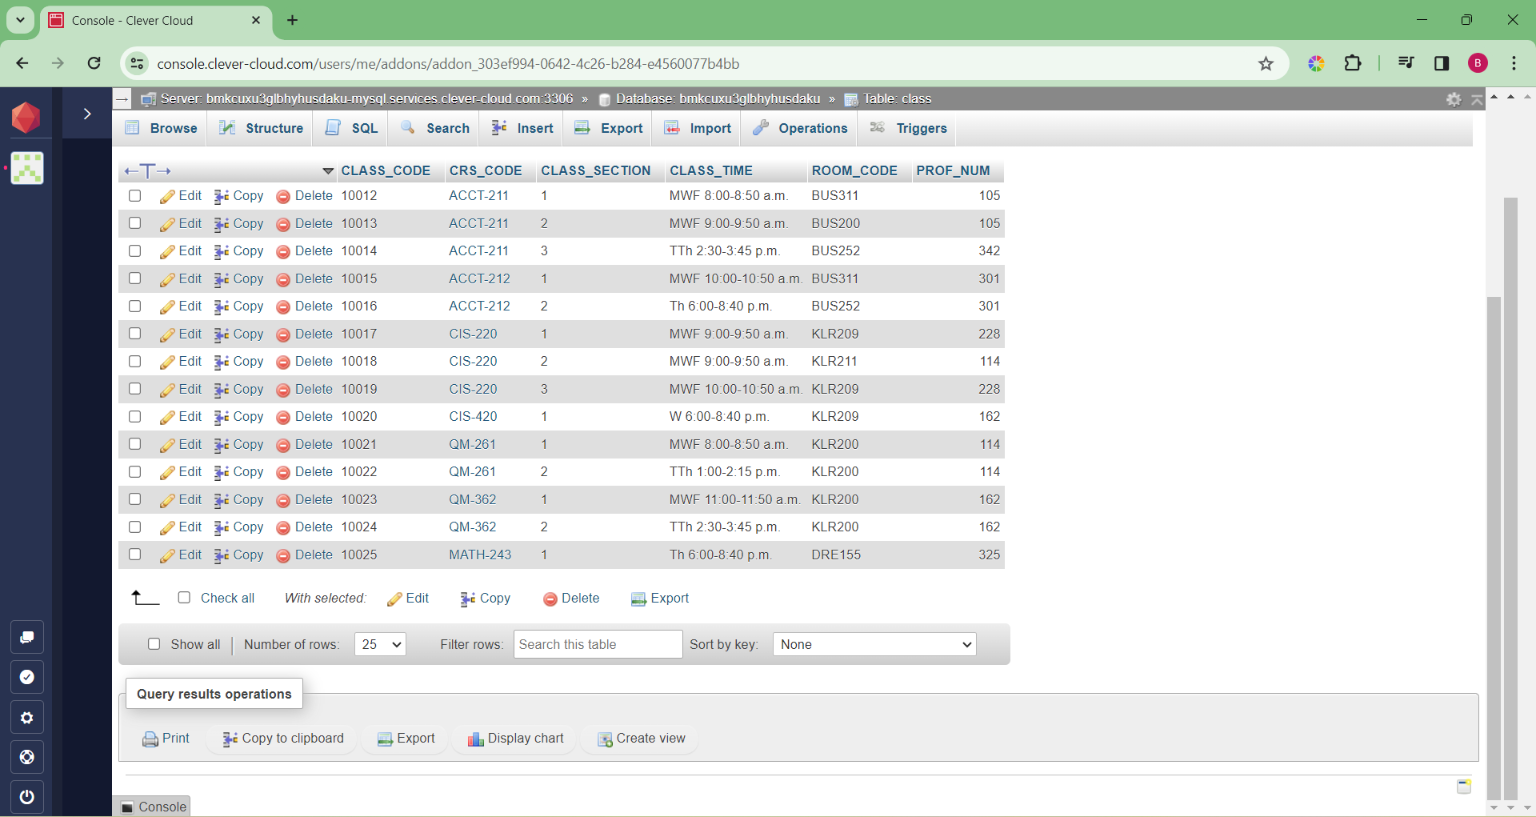 Console - Clever Cloud
console.clever-cloud.com/users/me/addons/addon_303ef994-0642-4c26-b284-e4560077b4bb
B
Server: bmkcuxu3glbhyhusdaku-mysql.services.clever-cloud.com:3306 » Database: bmkcuxu3glbhyhusdaku » Table: class
Browse Structure SQL Search Insert Export Import Operations Triggers
CLASS_CODE CRS_CODE CLASS_SECTION CLASS_TIME ROOM_CODE PROF_NUM
Edit Copy Delete 10012 ACCT-211 1 MWF 8:00-8:50 a.m. BUS311 105
Edit Copy Delete 10013 ACCT-211 2 MWF 9:00-9:50 a.m. BUS200 105
Edit Copy Delete 10014 ACCT-211 3 TTh 2:30-3:45 p.m. BUS252 342
Edit Copy Delete 10015 ACCT-212 1 MWF 10:00-10:50 a.m. BUS311 301
Edit Copy Delete 10016 ACCT-212 2 Th 6:00-8:40 p.m. BUS252 301
Edit Copy Delete 10017 CIS-220 1 MWF 9:00-9:50 a.m. KLR209 228
Edit Copy Delete 10018 CIS-220 2 MWF 9:00-9:50 a.m. KLR211 114
Edit Copy Delete 10019 CIS-220 3 MWF 10:00-10:50 a.m. KLR209 228
Edit Copy Delete 10020 CIS-420 1 W 6:00-8:40 p.m. KLR209 162
Edit Copy Delete 10021 QM-261 1 MWF 8:00-8:50 a.m. KLR200 114
Edit Copy Delete 10022 QM-261 2 TTh 1:00-2:15 p.m. KLR200 114
Edit Copy Delete 10023 QM-362 1 MWF 11:00-11:50 a.m. KLR200 162
Edit Copy Delete 10024 QM-362 2 TTh 2:30-3:45 p.m. KLR200 162
Edit Copy Delete 10025 MATH-243 1 Th 6:00-8:40 p.m. DRE155 325
Check all With selected: Edit Copy Delete Export
Show all Number of rows: 25 Filter rows: Search this table Sort by key: None
Query results operations
Print Copy to clipboard Export Display chart Create view
Console